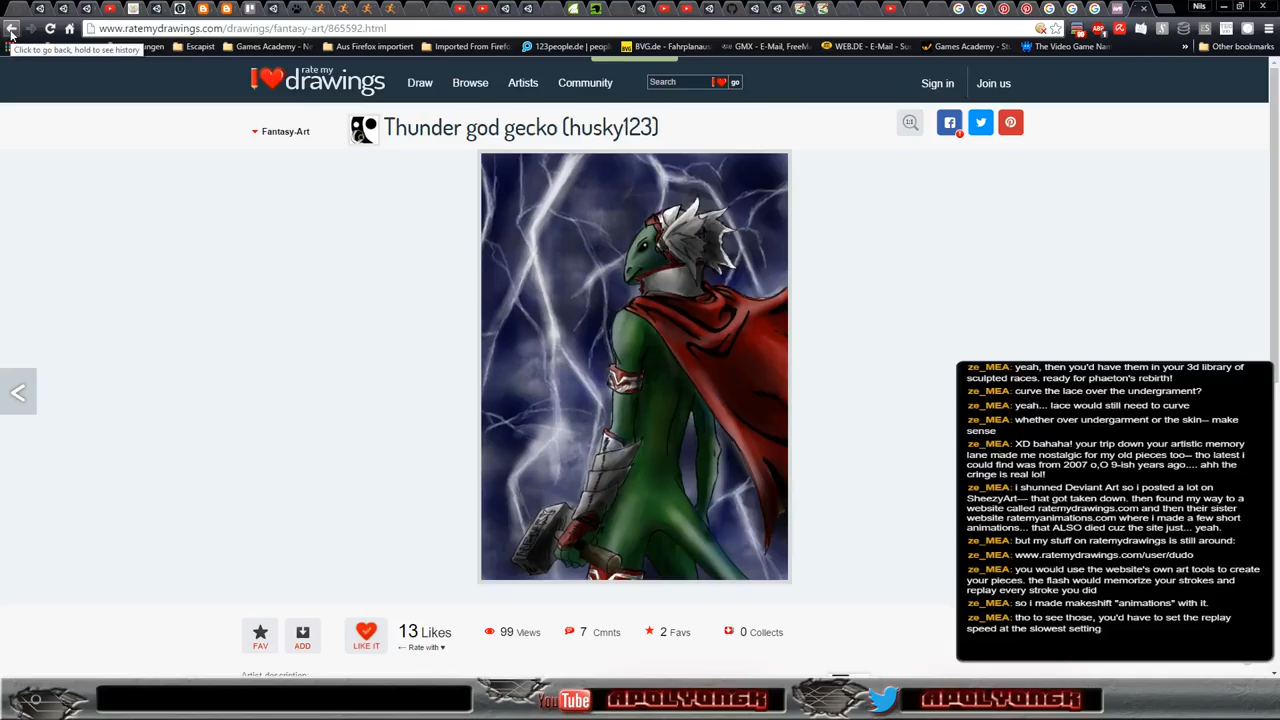 Nils
www.ratemydrawings.com/drawings/fantasy-art/865592.html
Click to go back, hold to see history
Escapist
Games Academy - Ne
Aus Firefox importiert
Imported From Firefo
123people.de | peopl
BVG.de - Fahrplanaus
GMX - E-Mail, FreeM
WEB.DE - E-Mail - Su
Games Academy - St
The Video Game Nam
»
Other bookmarks
rate my
drawings
Draw
Browse
Artists
Community
Search
go
Sign in
Join us
Fantasy-Art
Thunder god gecko (husky123)
1:1
<
ze_MEA: yeah, then you'd have them in your 3d library of
sculpted races. ready for phaeton's rebirth!
ze_MEA: curve the lace over the undergrament?
ze_MEA: yeah... lace would still need to curve
ze_MEA: whether over undergarment or the skin-- make
sense
ze_MEA: XD bahaha! your trip down your artistic memory
lane made me nostalgic for my old pieces too-- tho latest i
could find was from 2007 o,O 9-ish years ago.... ahh the
cringe is real lol!
ze_MEA: i shunned Deviant Art so i posted a lot on
SheezyArt--- that got taken down. then found my way to a
website called ratemydrawings.com and then their sister
website ratemyanimations.com where i made a few short
animations... that ALSO died cuz the site just... yeah.
ze_MEA: but my stuff on ratemydrawings is still around:
ze_MEA: www.ratemydrawings.com/user/dudo
ze_MEA: you would use the website's own art tools to create
your pieces. the flash would memorize your strokes and
replay every stroke you did
ze_MEA: so i made makeshift "animations" with it.
ze_MEA: tho to see those, you'd have to set the replay
speed at the slowest setting
FAV
ADD
LIKE IT
13 Likes
← Rate with ♥
99 Views
7 Cmnts
2 Favs
0 Collects
Artist description:
YouTube
APOLYONGK
APOLYONGK